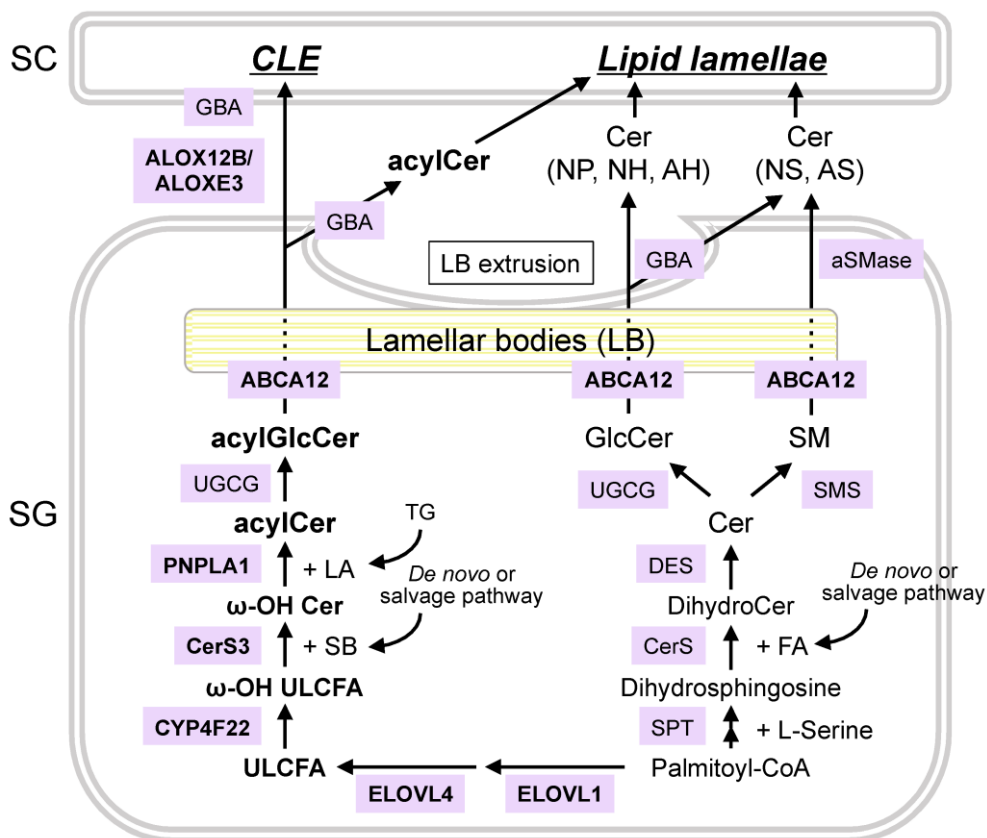 SC
CLE
Lipid lamellae
GBA
ALOX12B/
ALOXE3
acylCer
Cer
(NP, NH, AH)
Cer
(NS, AS)
GBA
LB extrusion
GBA
aSMase
Lamellar bodies (LB)
ABCA12
ABCA12
ABCA12
acylGlcCer
GlcCer
SM
UGCG
UGCG
SMS
SG
acylCer
TG
Cer
PNPLA1
+ LA
De novo or
salvage pathway
DES
De novo or
salvage pathway
ω-OH Cer
DihydroCer
CerS3
+ SB
CerS
+ FA
ω-OH ULCFA
Dihydrosphingosine
CYP4F22
SPT
+ L-Serine
ULCFA
Palmitoyl-CoA
ELOVL4
ELOVL1